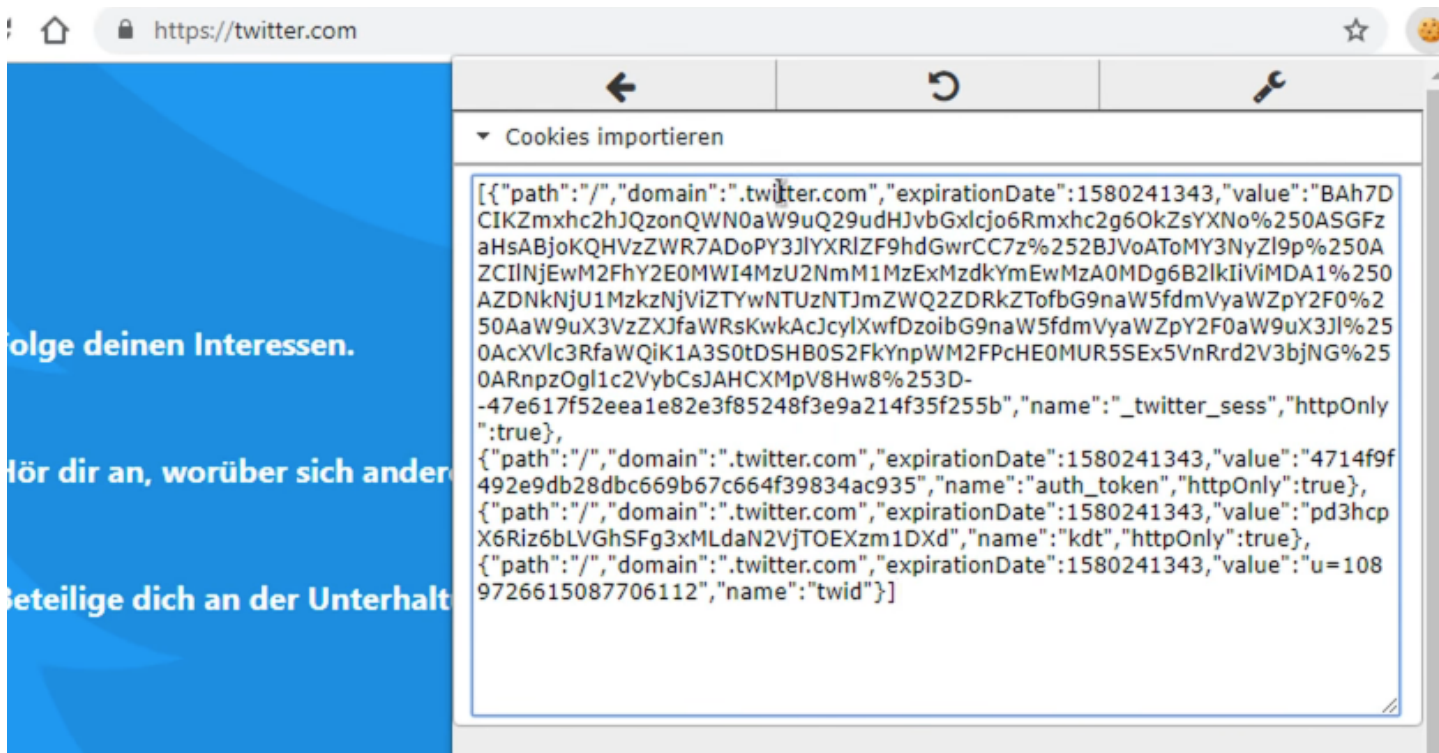 https://twitter.com
Cookies importieren
[{"path":"/","domain":".twitter.com","expirationDate":1580241343,"value":"BAh7D
CIKZmxhc2hJQzonQWN0aW9uQ29udHJvbGxlcjo6Rmxhc2g6OkZsYXNo%250ASGFz
aHsABjoKQHVzZWR7ADoPY3JlYXRlZF9hdGwrCC7z%252BJVoAToMY3NyZl9p%250A
ZCIlNjEwM2FhY2E0MWI4MzU2NmM1MzExMzdkYmEwMzA0MDg6B2lkIiViMDA1%250
AZDNkNjU1MzkzNjViZTYwNTUzNTJmZWQ2ZDRkZTofbG9naW5fdmVyaWZpY2F0%2
50AaW9uX3VzZXJfaWRsKwkAcJcylXwfDzoibG9naW5fdmVyaWZpY2F0aW9uX3Jl%25
0AcXVlc3RfaWQiK1A3S0tDSHB0S2FkYnpWM2FPcHE0MUR5SEx5VnRrd2V3bjNG%25
0ARnpzOgl1c2VybCsJAHCXMpV8Hw8%253D-
-47e617f52eea1e82e3f85248f3e9a214f35f255b","name":"_twitter_sess","httpOnly
":true},
{"path":"/","domain":".twitter.com","expirationDate":1580241343,"value":"4714f9f
492e9db28dbc669b67c664f39834ac935","name":"auth_token","httpOnly":true},
{"path":"/","domain":".twitter.com","expirationDate":1580241343,"value":"pd3hcp
X6Riz6bLVGhSFg3xMLdaN2VjTOEXzm1DXd","name":"kdt","httpOnly":true},
{"path":"/","domain":".twitter.com","expirationDate":1580241343,"value":"u=108
9726615087706112","name":"twid"}]
olge deinen Interessen.
Hör dir an, worüber sich ander
Beteilige dich an der Unterhalt